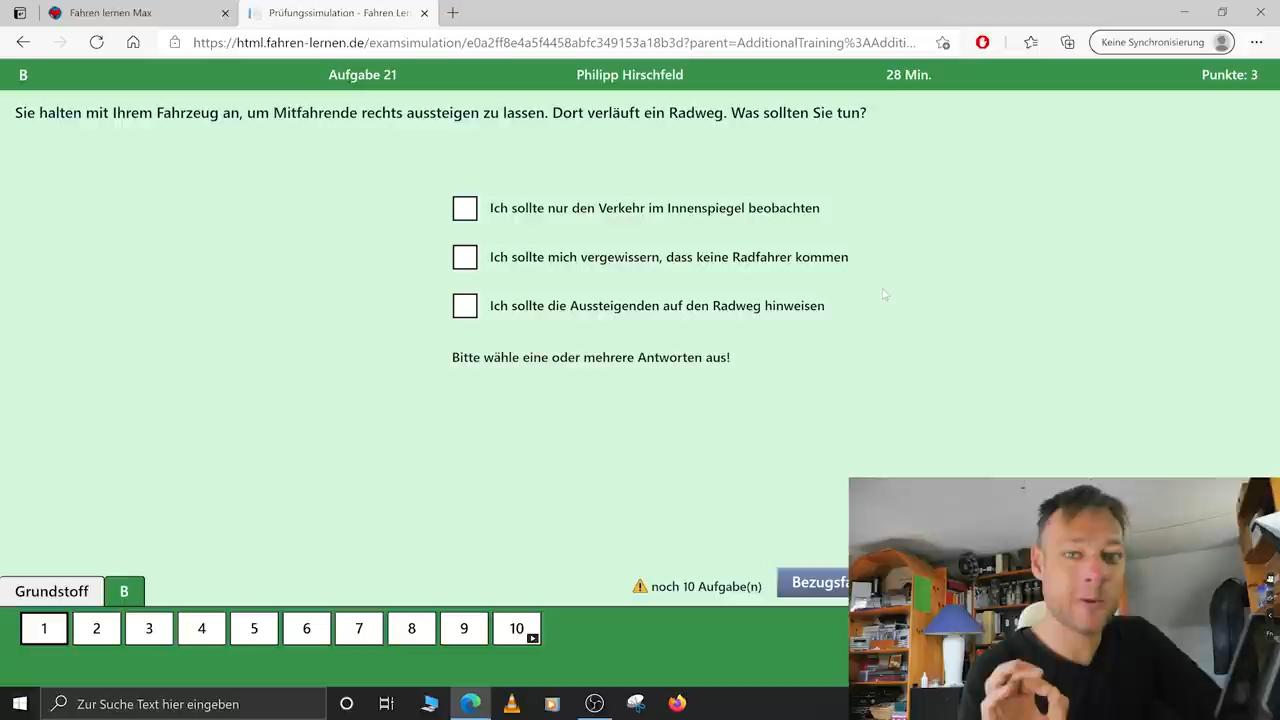 Fahren lernen Max
Prüfungssimulation - Fahren Ler
https://html.fahren-lernen.de/examsimulation/e0a2ff8e4a5f4458abfc349153a18b3d?parent=AdditionalTraining%3AAdditi...
Keine Synchronisierung
B
Aufgabe 21
Philipp Hirschfeld
28 Min.
Punkte: 3
Sie halten mit Ihrem Fahrzeug an, um Mitfahrende rechts aussteigen zu lassen. Dort verläuft ein Radweg. Was sollten Sie tun?
Ich sollte nur den Verkehr im Innenspiegel beobachten
Ich sollte mich vergewissern, dass keine Radfahrer kommen
Ich sollte die Aussteigenden auf den Radweg hinweisen
Bitte wähle eine oder mehrere Antworten aus!
Grundstoff
B
noch 10 Aufgabe(n)
Bezugsfa
1 2 3 4 5 6 7 8 9 10
Zur Suche Text hier eingeben